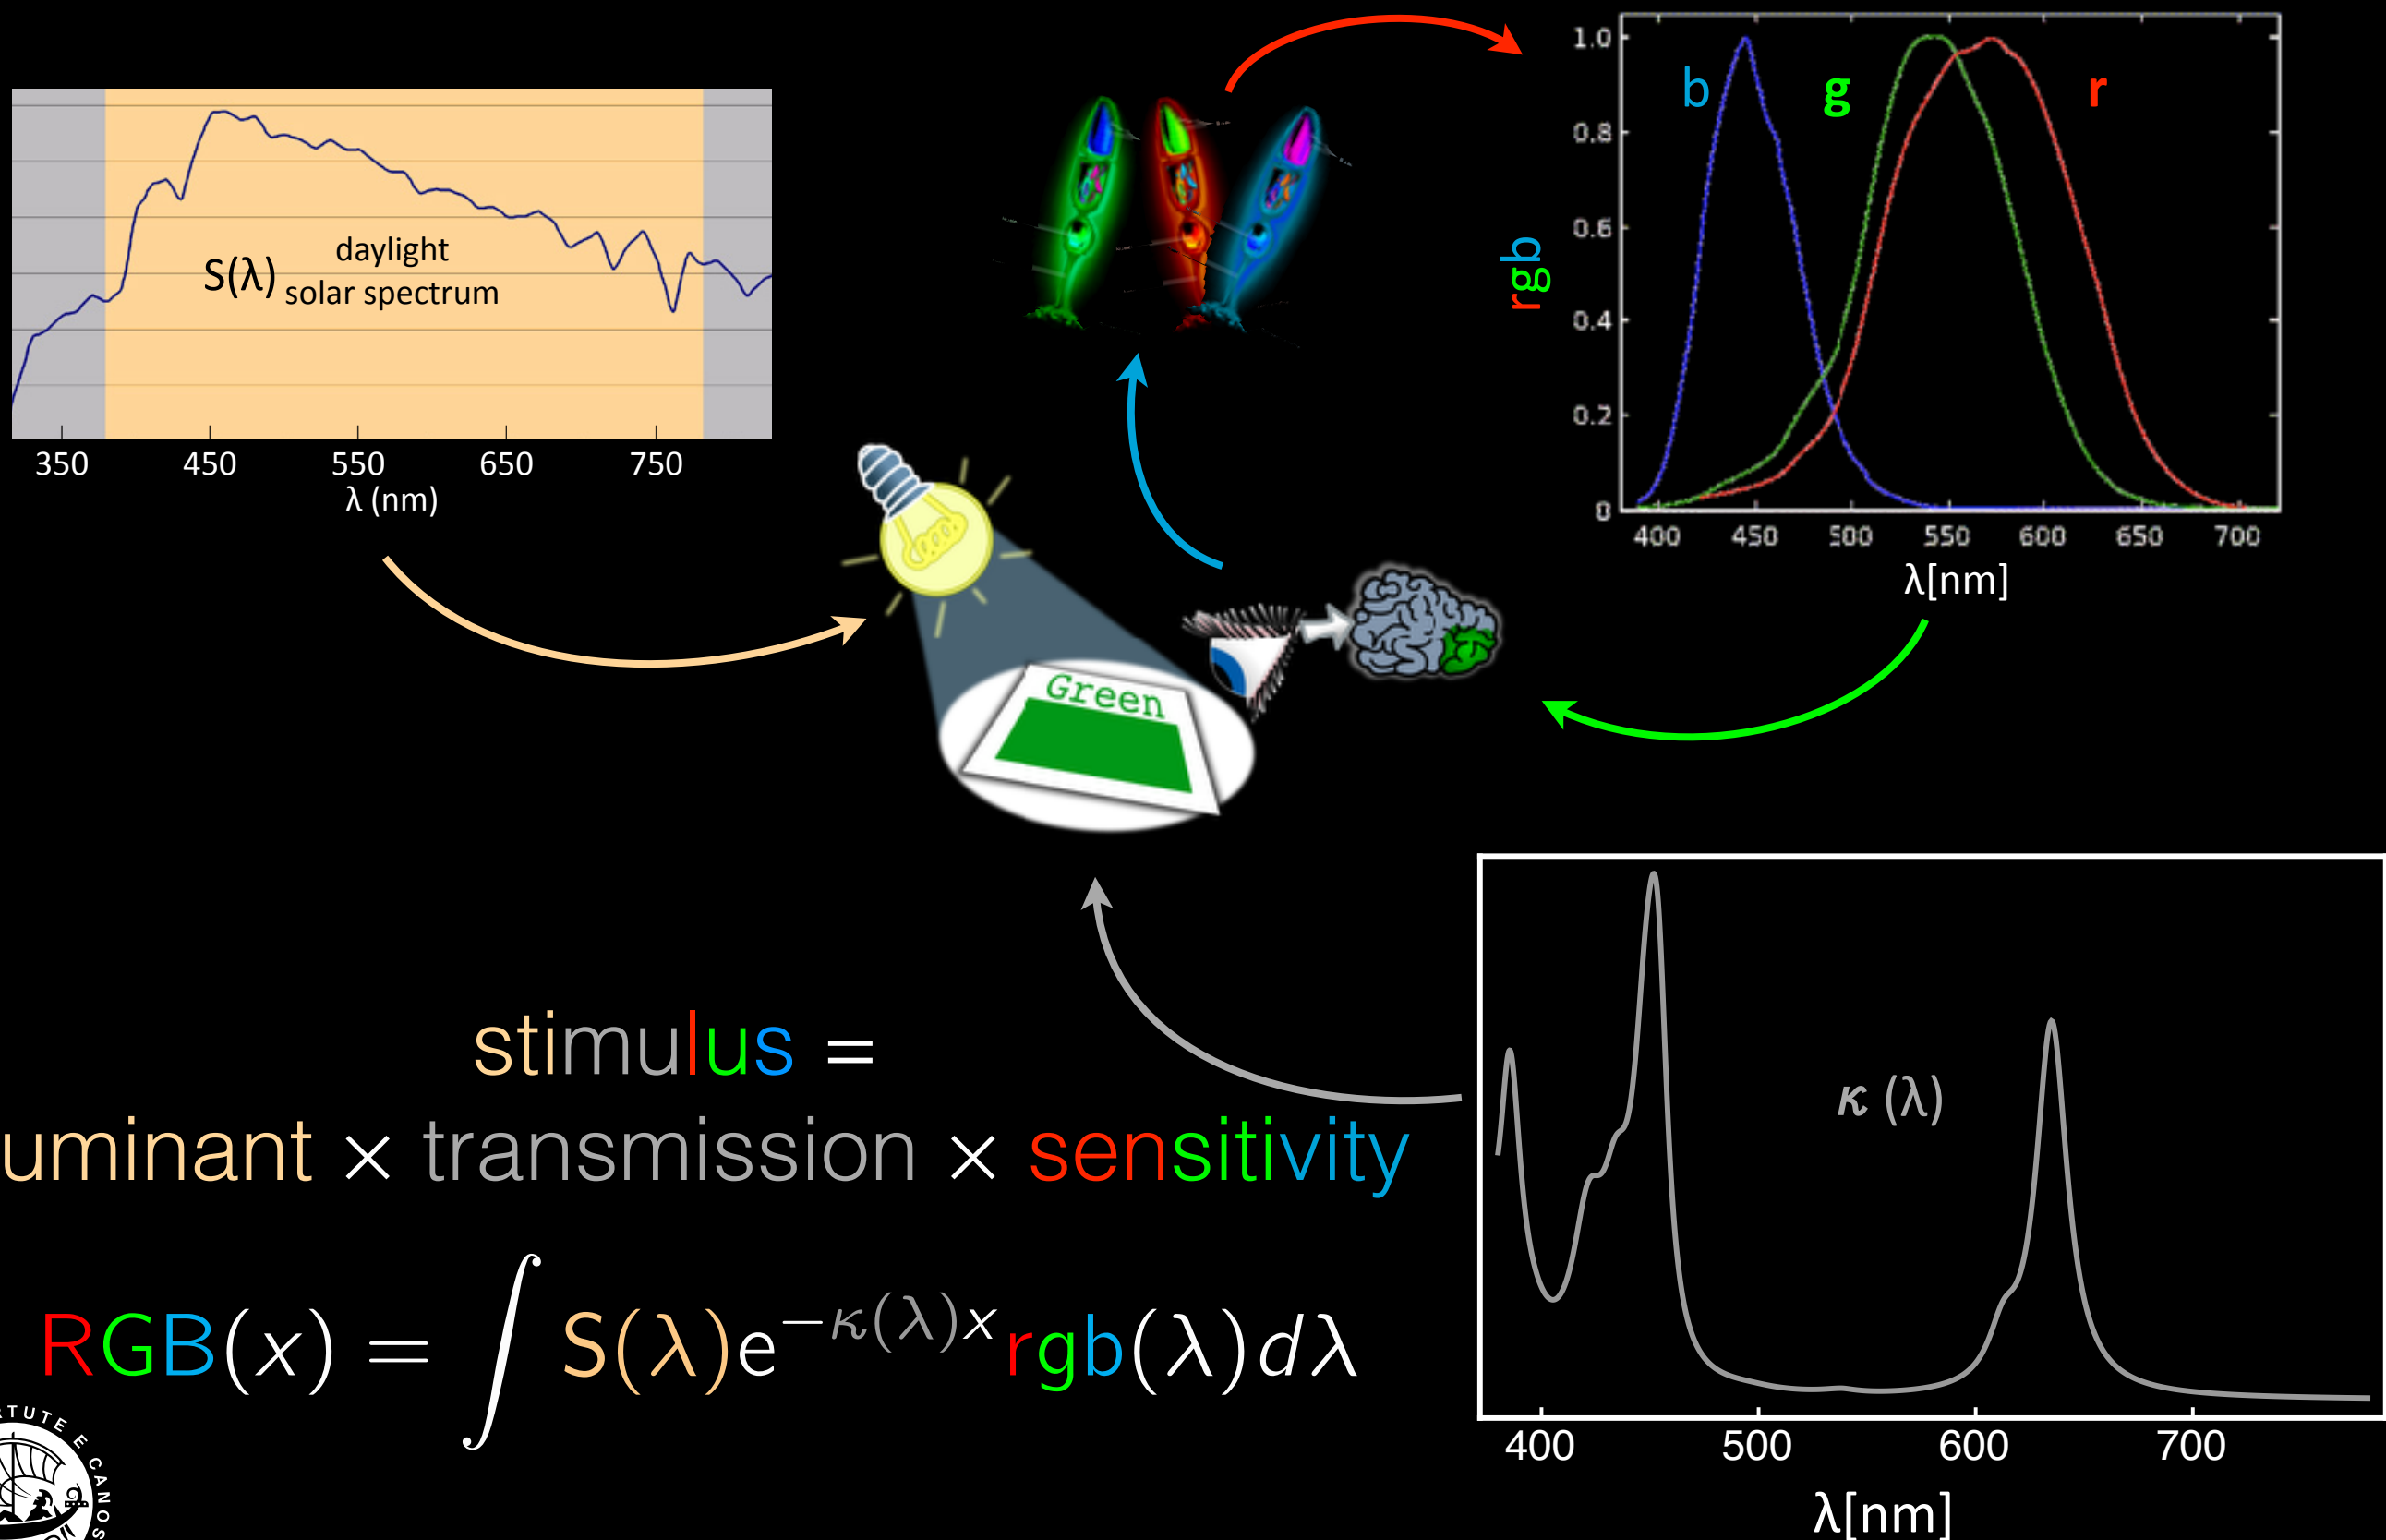 b g r
1.0
0.8
0.6
0.4
0.2
0
rgb
400 450 500 550 600 650 700
λ[nm]
S(λ) daylight
solar spectrum
350 450 550 650 750
λ (nm)
Green
κ (λ)
400 500 600 700
λ[nm]
stimulus =
uminant × transmission × sensitivity
RGB(x) = ∫ S(λ)e^{−κ(λ)x} rgb(λ)dλ
TUTE E CANOS